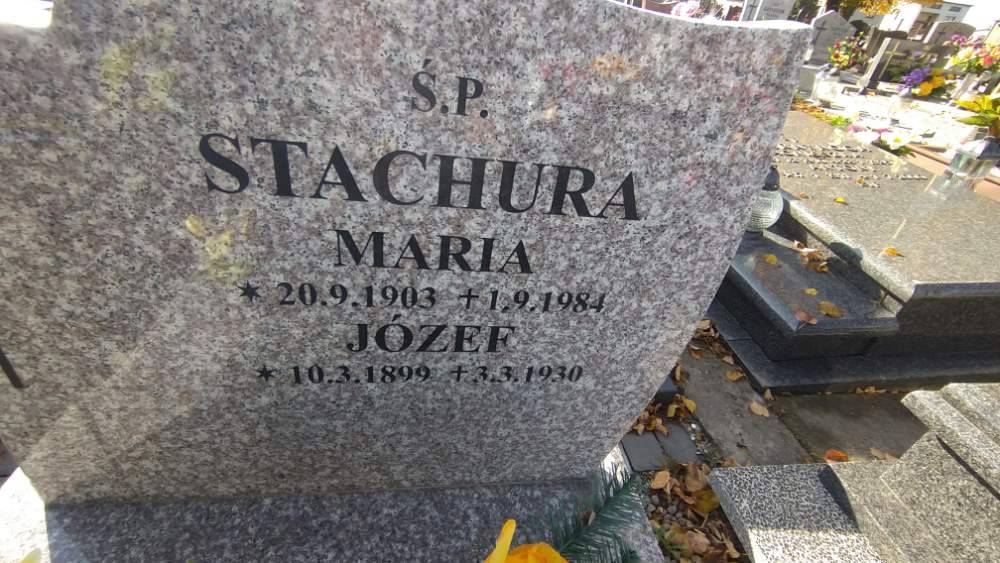 Ś.P.
STACHURA
MARIA
* 20.9.1903 +1.9.1984
JÓZEF
* 10.3.1899 +3.3.1930